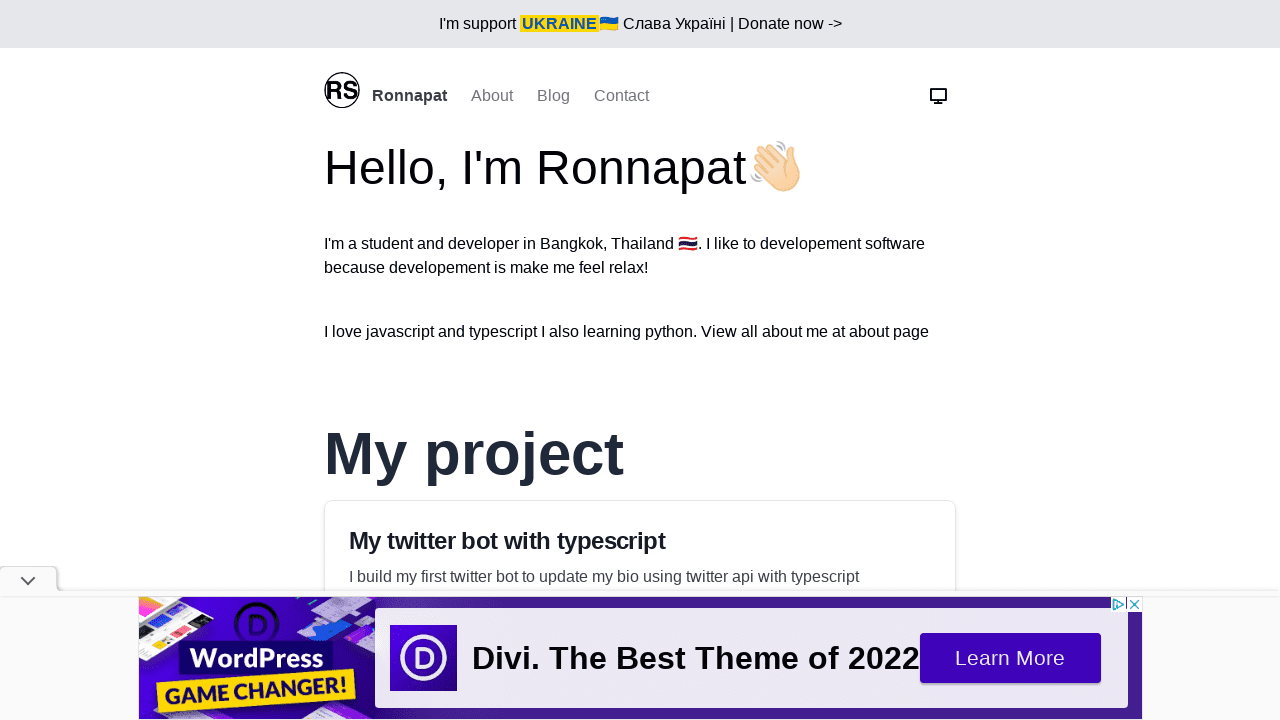 I'm support UKRAINE🇺🇦 Слава Україні | Donate now ->
RS Ronnapat About Blog Contact
Hello, I'm Ronnapat👋🏻
I'm a student and developer in Bangkok, Thailand 🇹🇭. I like to developement software
because developement is make me feel relax!
I love javascript and typescript I also learning python. View all about me at about page
My project
My twitter bot with typescript
I build my first twitter bot to update my bio using twitter api with typescript
D
WordPress
GAME CHANGER!
D
Divi. The Best Theme of 2022
Learn More